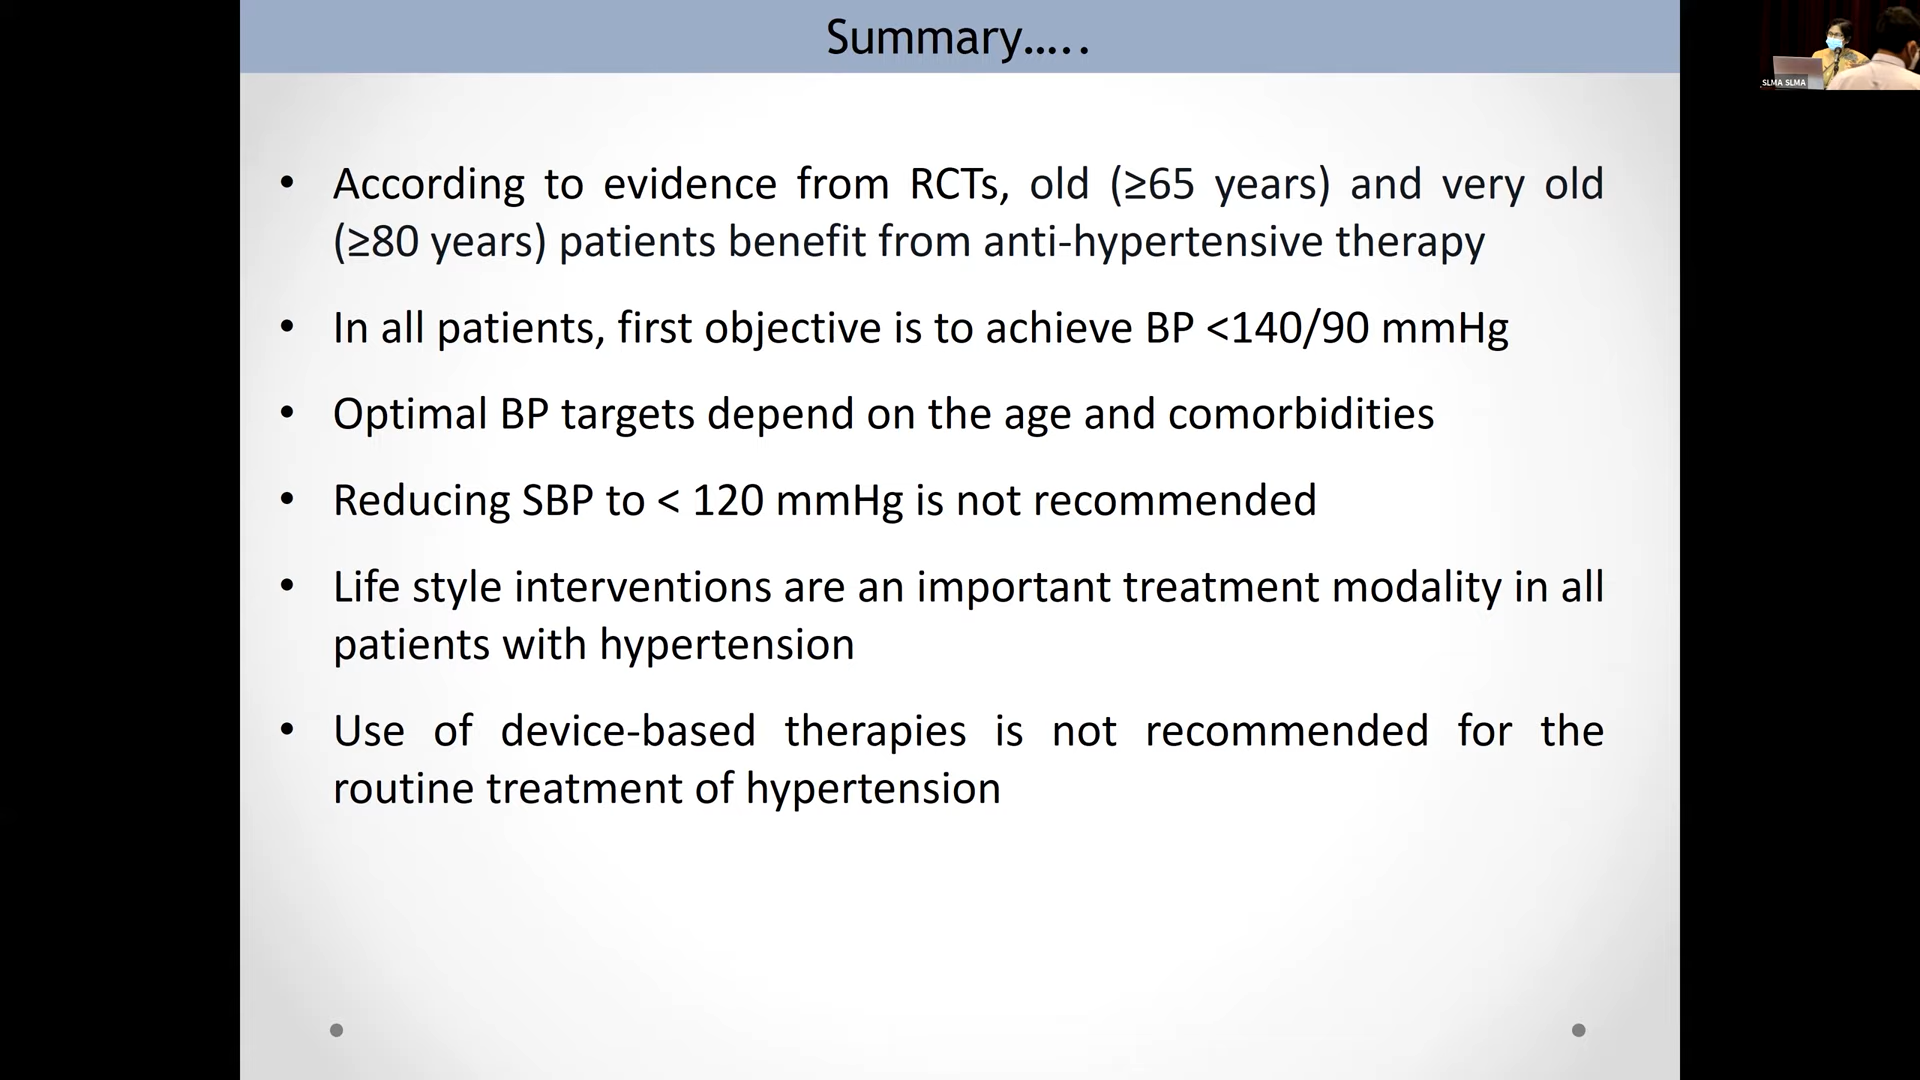 Summary…..
SLMA SLMA
• According to evidence from RCTs, old (≥65 years) and very old
(≥80 years) patients benefit from anti-hypertensive therapy
• In all patients, first objective is to achieve BP <140/90 mmHg
• Optimal BP targets depend on the age and comorbidities
• Reducing SBP to < 120 mmHg is not recommended
• Life style interventions are an important treatment modality in all
patients with hypertension
• Use of device-based therapies is not recommended for the
routine treatment of hypertension